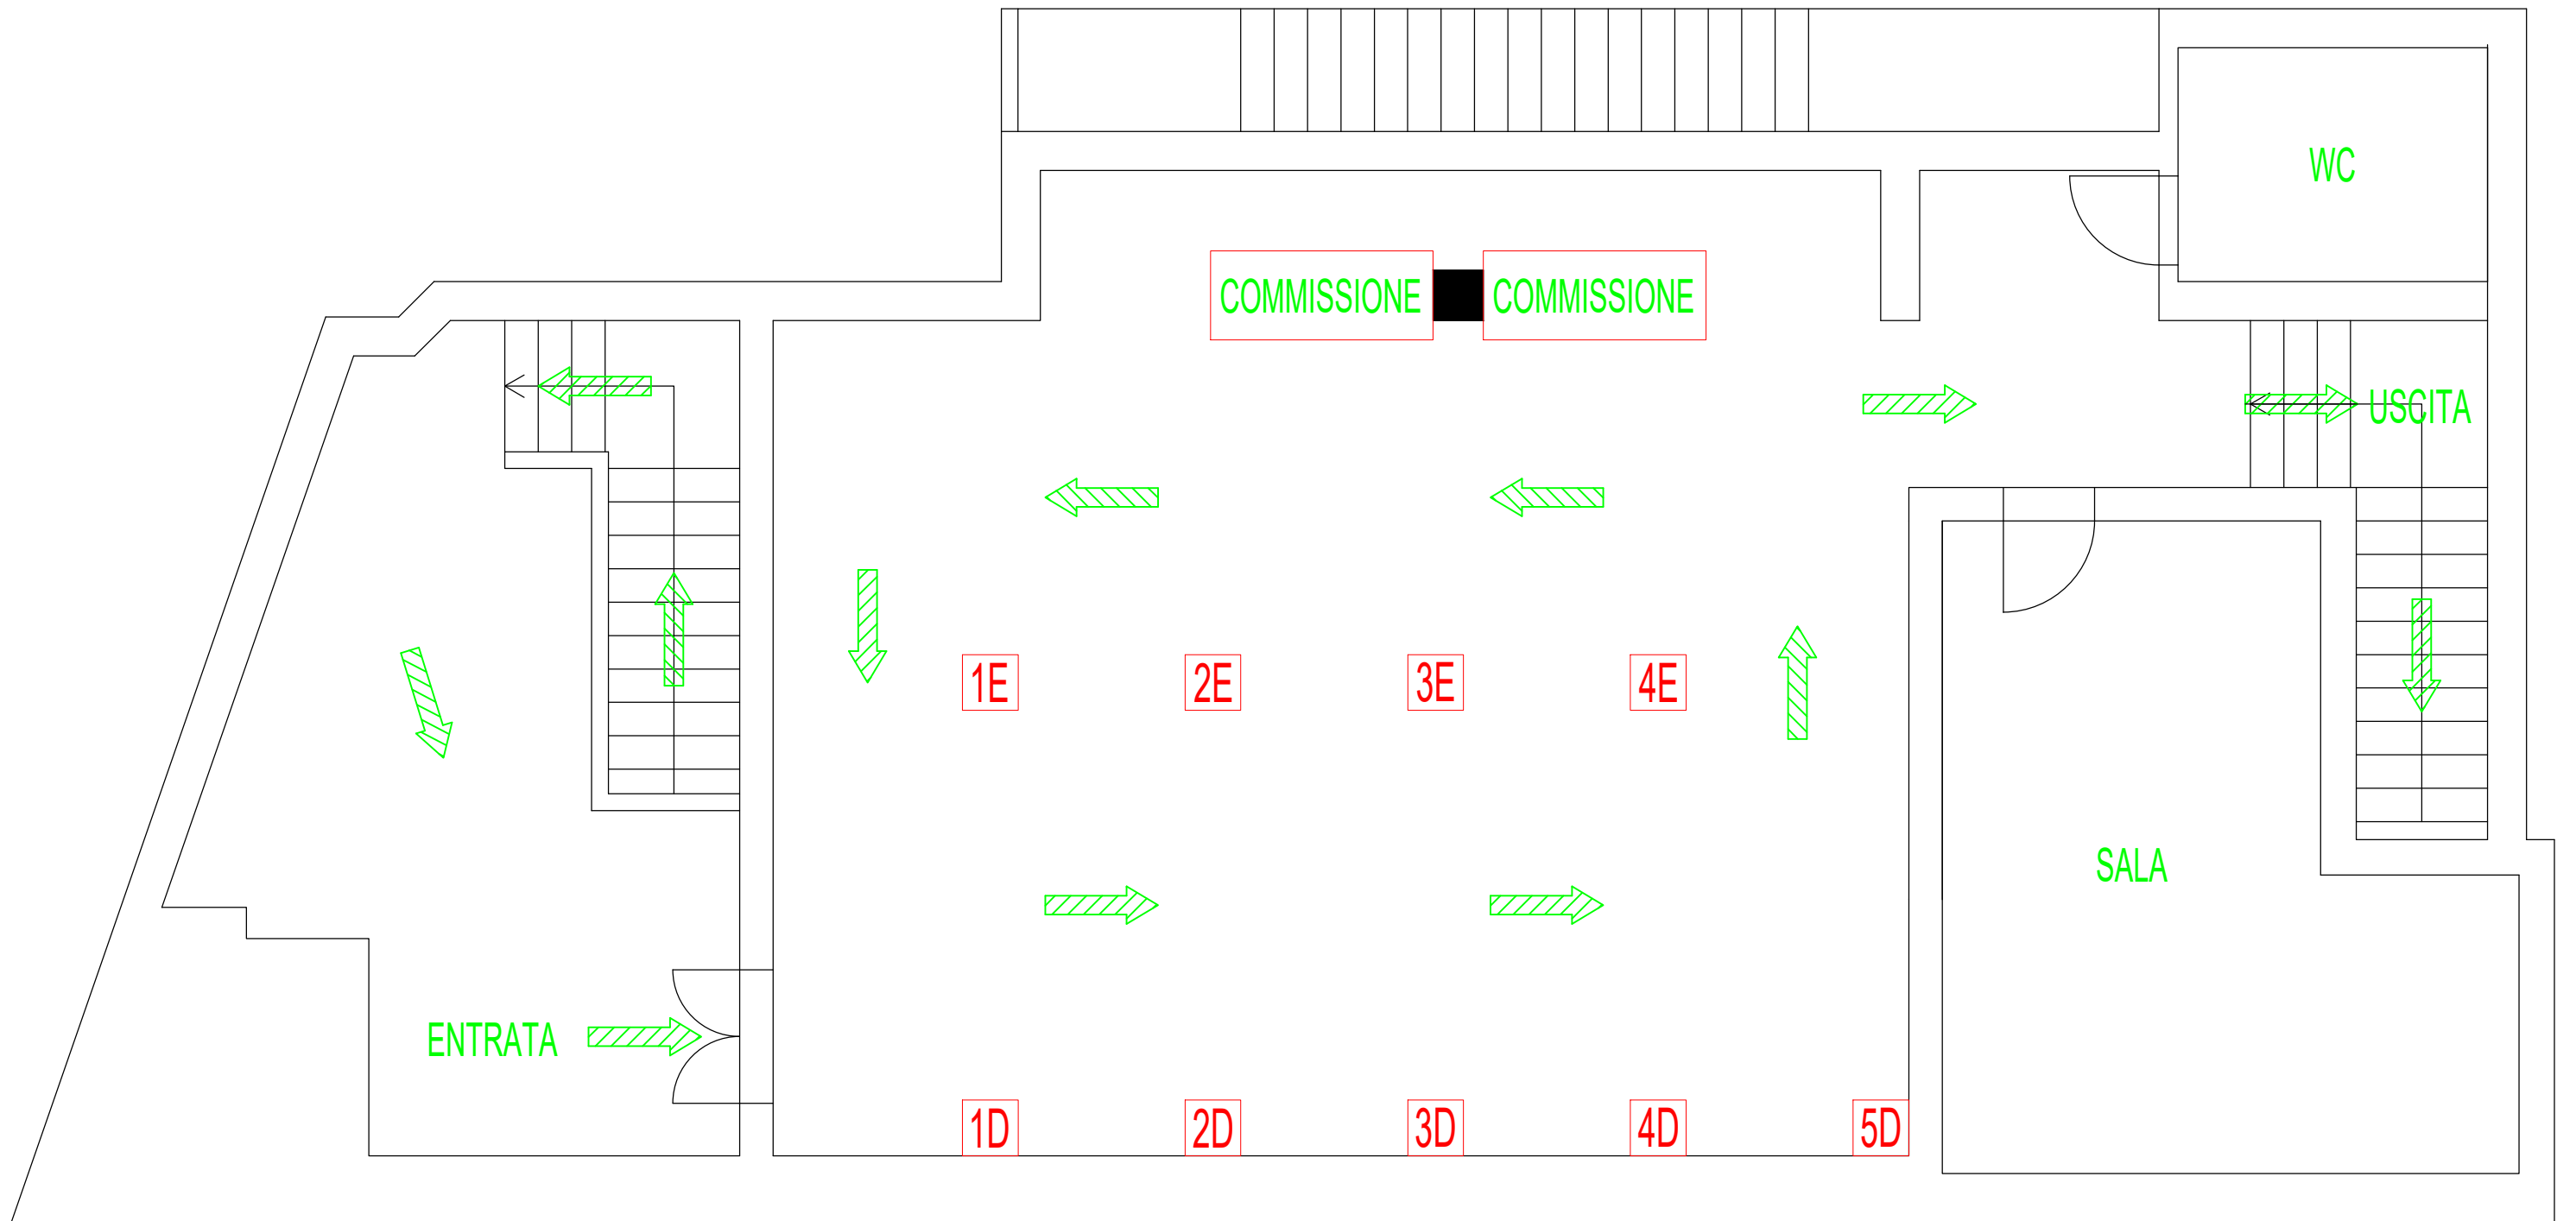 WC
COMMISSIONE COMMISSIONE
USCITA
1E 2E 3E 4E
SALA
ENTRATA
1D 2D 3D 4D 5D